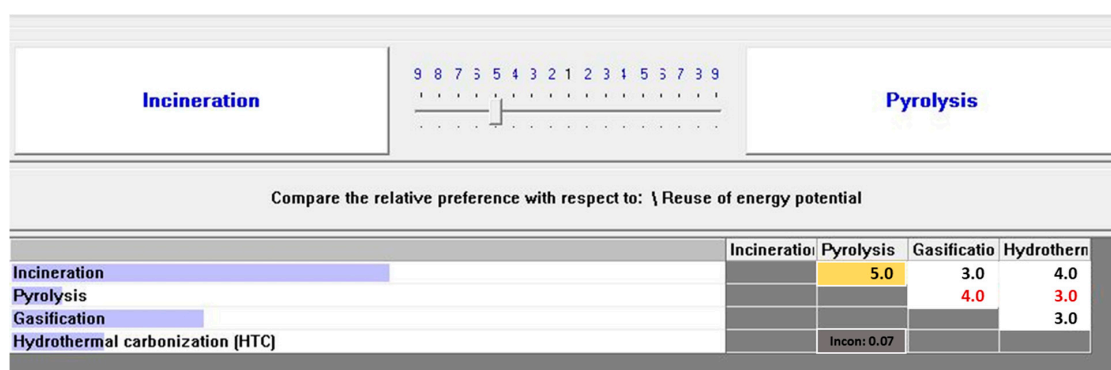 9 8 7 6 5 4 3 2 1 2 3 4 5 6 7 8 9
Incineration
Pyrolysis
Compare the relative preference with respect to: \ Reuse of energy potential
Incineration Pyrolysis Gasificatio Hydrothern
Incineration 5.0 3.0 4.0
Pyrolysis 4.0 3.0
Gasification 3.0
Hydrothermal carbonization (HTC) Incon: 0.07